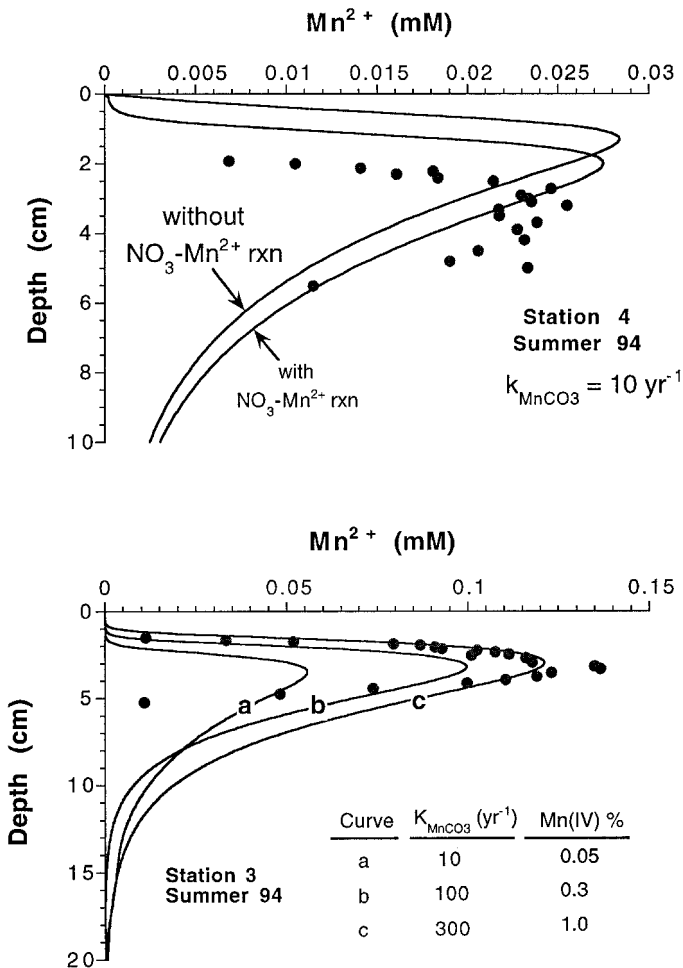 Mn²⁺ (mM)
0 0.005 0.01 0.015 0.02 0.025 0.03
0
2
4
6
8
10
Depth (cm)
without
NO₃-Mn²⁺ rxn
with
NO₃-Mn²⁺ rxn
Station 4
Summer 94
k_MnCO3 = 10 yr⁻¹
Mn²⁺ (mM)
0 0.05 0.1 0.15
0
5
10
15
20
Depth (cm)
a b c
Station 3
Summer 94
Curve K_MnCO3 (yr⁻¹) Mn(IV) %
a 10 0.05
b 100 0.3
c 300 1.0